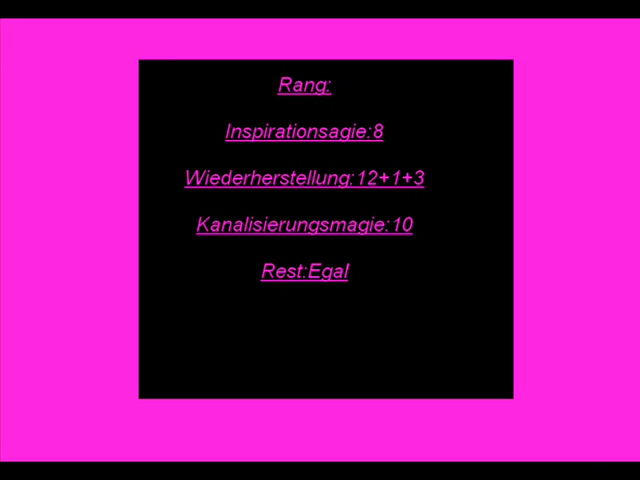 Rang:
Inspirationsagie:8
Wiederherstellung:12+1+3
Kanalisierungsmagie:10
Rest:Egal